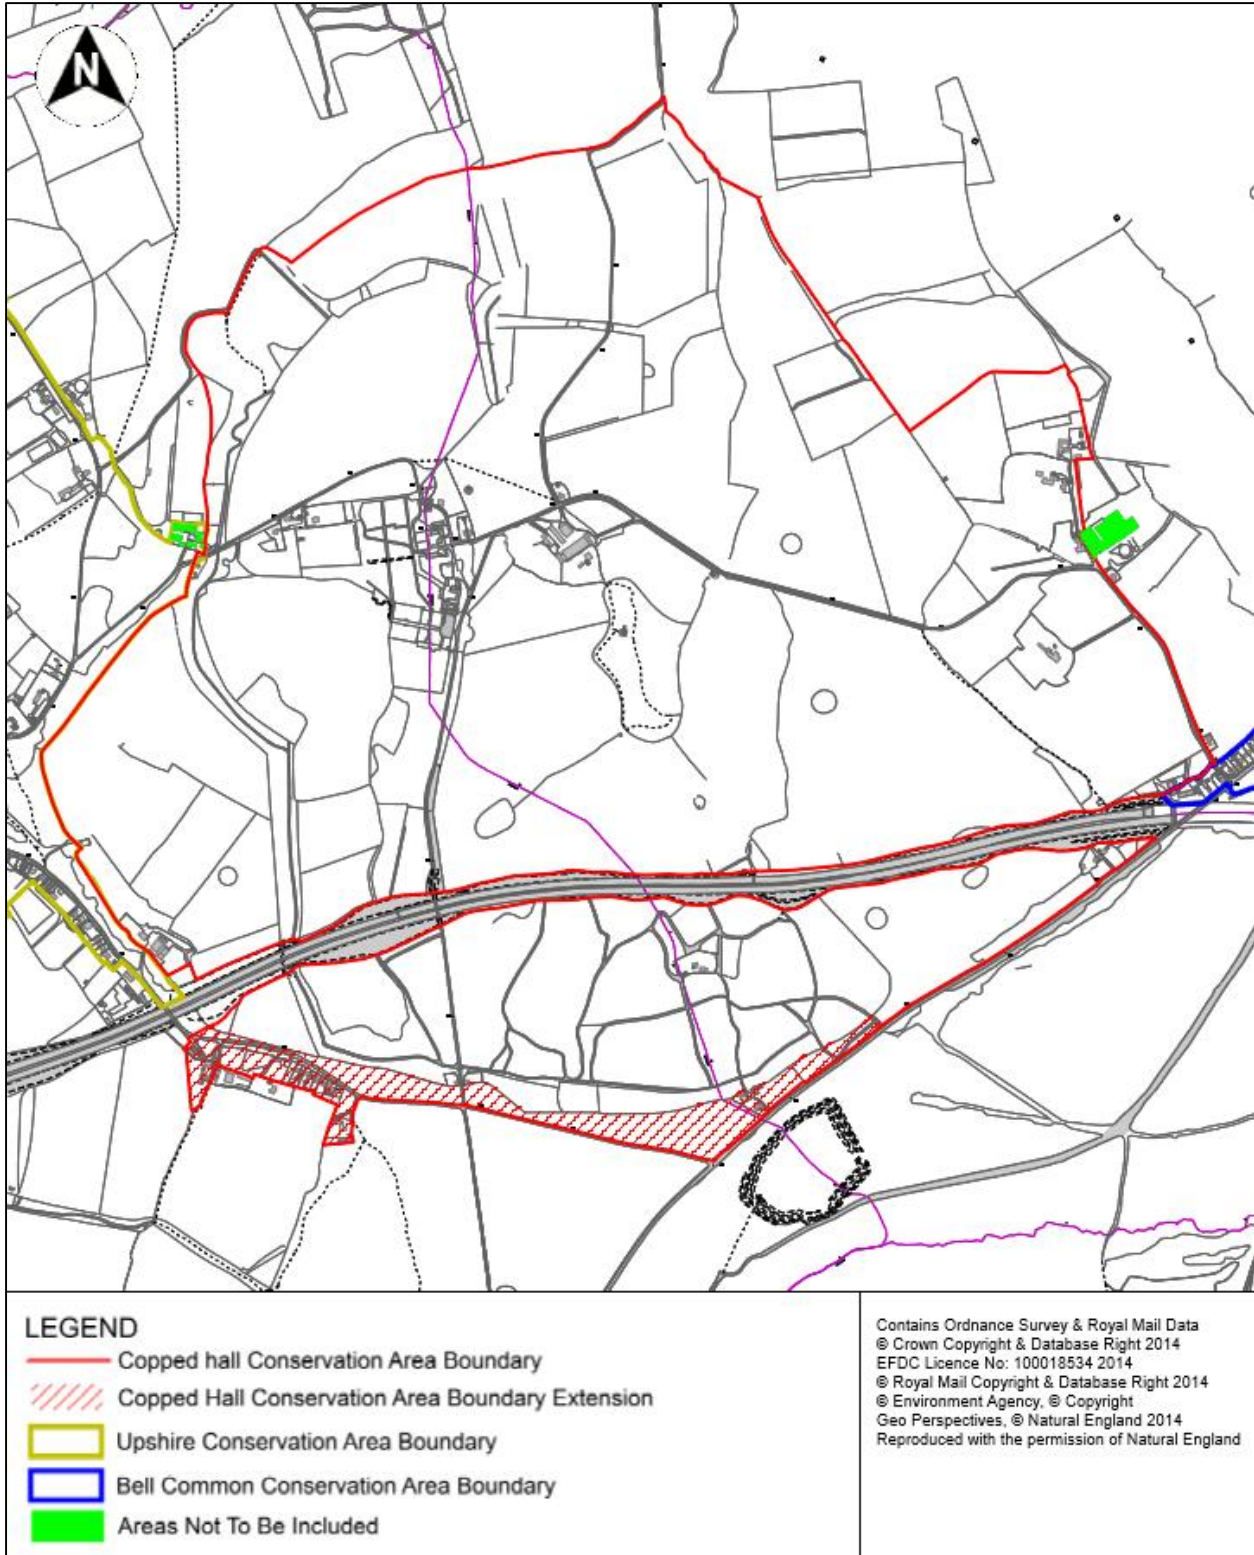 N
LEGEND
Copped hall Conservation Area Boundary
Copped Hall Conservation Area Boundary Extension
Upshire Conservation Area Boundary
Bell Common Conservation Area Boundary
Areas Not To Be Included
Contains Ordnance Survey & Royal Mail Data
© Crown Copyright & Database Right 2014
EFDC Licence No: 100018534 2014
© Royal Mail Copyright & Database Right 2014
© Environment Agency, © Copyright
Geo Perspectives, © Natural England 2014
Reproduced with the permission of Natural England